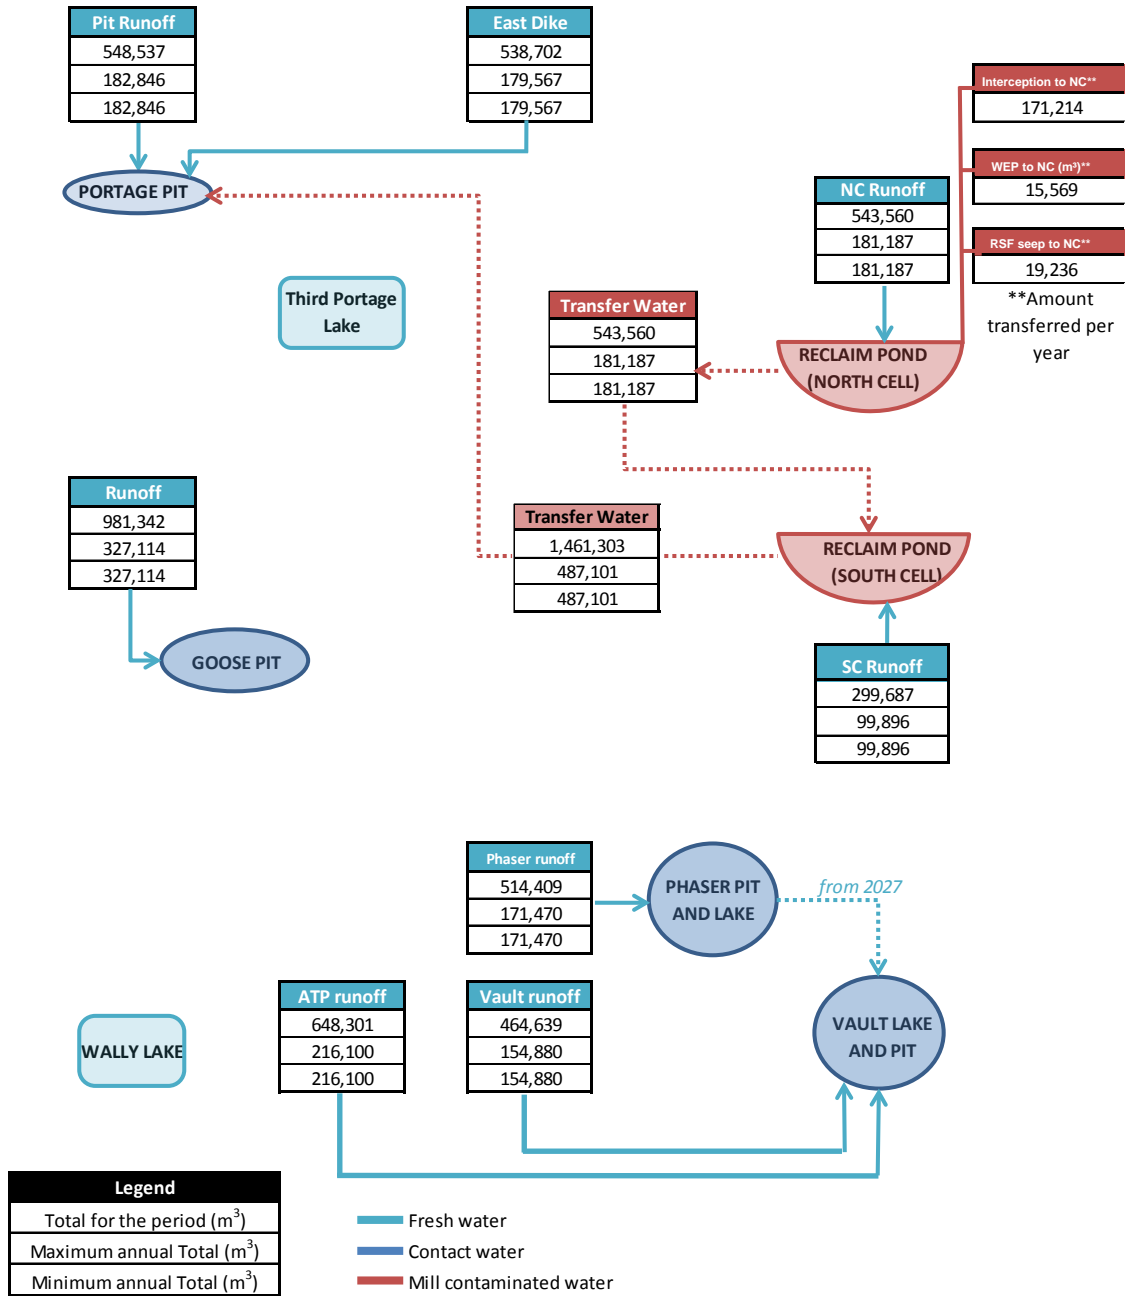 Pit Runoff
548,537
182,846
182,846
East Dike
538,702
179,567
179,567
Interception to NC**
171,214
WEP to NC (m³)**
15,569
RSF seep to NC**
19,236
**Amount
transferred per
year
PORTAGE PIT
NC Runoff
543,560
181,187
181,187
Third Portage
Lake
Transfer Water
543,560
181,187
181,187
RECLAIM POND
(NORTH CELL)
Runoff
981,342
327,114
327,114
Transfer Water
1,461,303
487,101
487,101
RECLAIM POND
(SOUTH CELL)
GOOSE PIT
SC Runoff
299,687
99,896
99,896
Phaser runoff
514,409
171,470
171,470
PHASER PIT
AND LAKE
from 2027
ATP runoff
648,301
216,100
216,100
Vault runoff
464,639
154,880
154,880
WALLY LAKE
VAULT LAKE
AND PIT
Legend
Total for the period (m³)
Maximum annual Total (m³)
Minimum annual Total (m³)
Fresh water
Contact water
Mill contaminated water